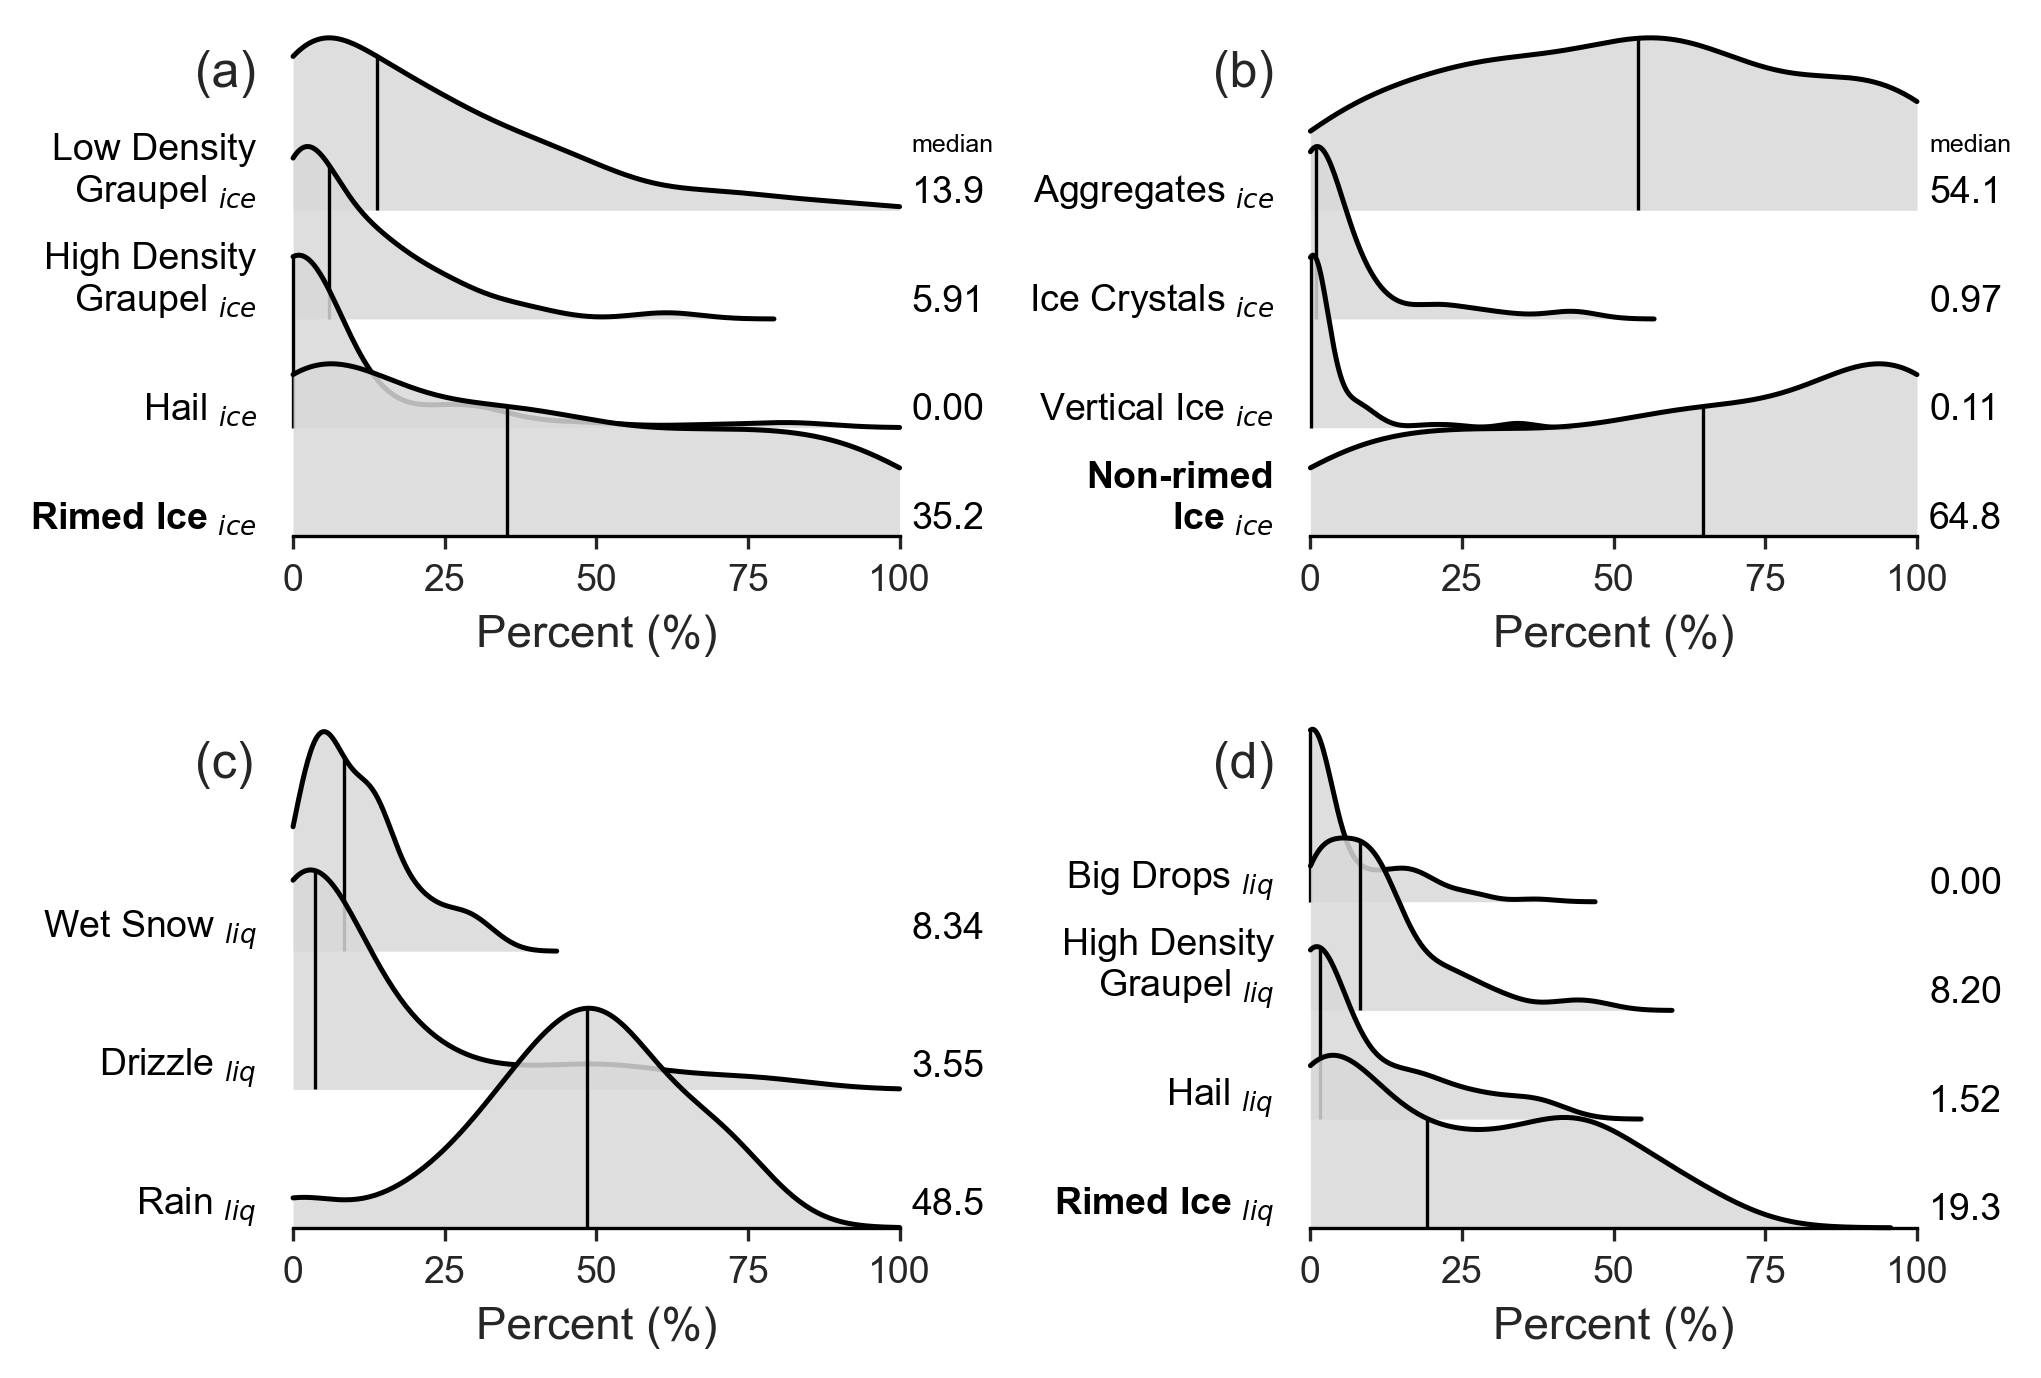 (a)
median
Low Density
Graupel ice
13.9
High Density
Graupel ice
5.91
Hail ice
0.00
Rimed Ice ice
35.2
0 25 50 75 100
Percent (%)
(b)
median
Aggregates ice
54.1
Ice Crystals ice
0.97
Vertical Ice ice
0.11
Non-rimed
Ice ice
64.8
0 25 50 75 100
Percent (%)
(c)
Wet Snow liq
8.34
Drizzle liq
3.55
Rain liq
48.5
0 25 50 75 100
Percent (%)
(d)
Big Drops liq
0.00
High Density
Graupel liq
8.20
Hail liq
1.52
Rimed Ice liq
19.3
0 25 50 75 100
Percent (%)